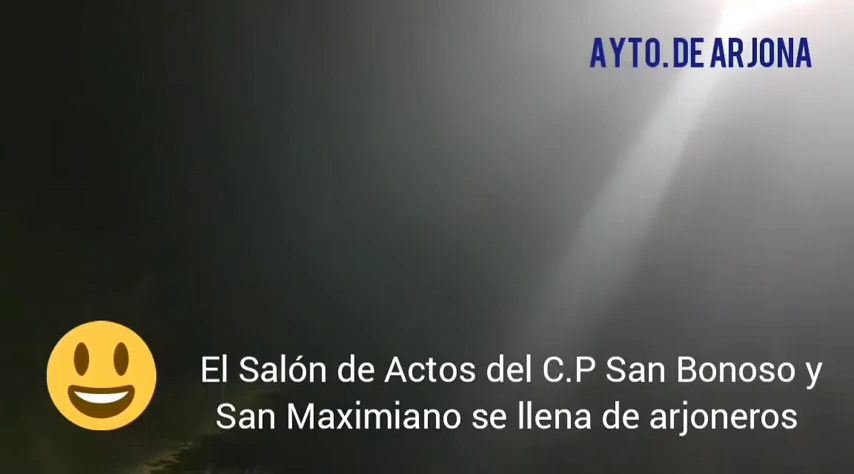 AYTO. DE ARJONA
El Salón de Actos del C.P San Bonoso y
San Maximiano se llena de arjoneros